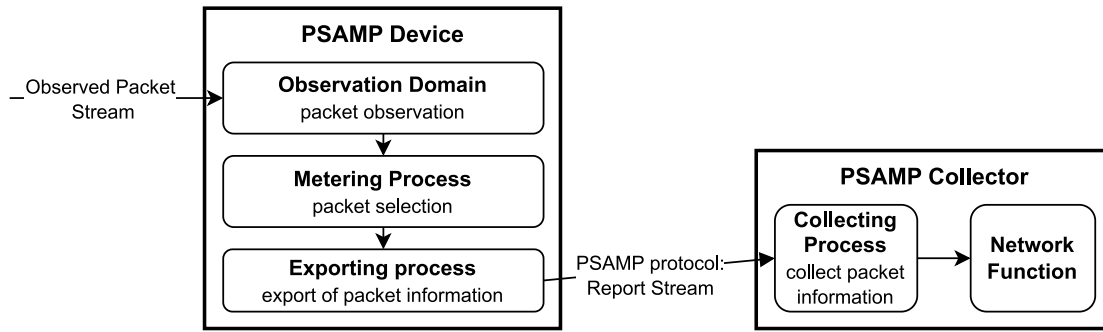 PSAMP Device
Observed Packet
Stream
Observation Domain
packet observation
Metering Process
packet selection
Exporting process
export of packet information
PSAMP protocol:
Report Stream
PSAMP Collector
Collecting
Process
collect packet
information
Network
Function